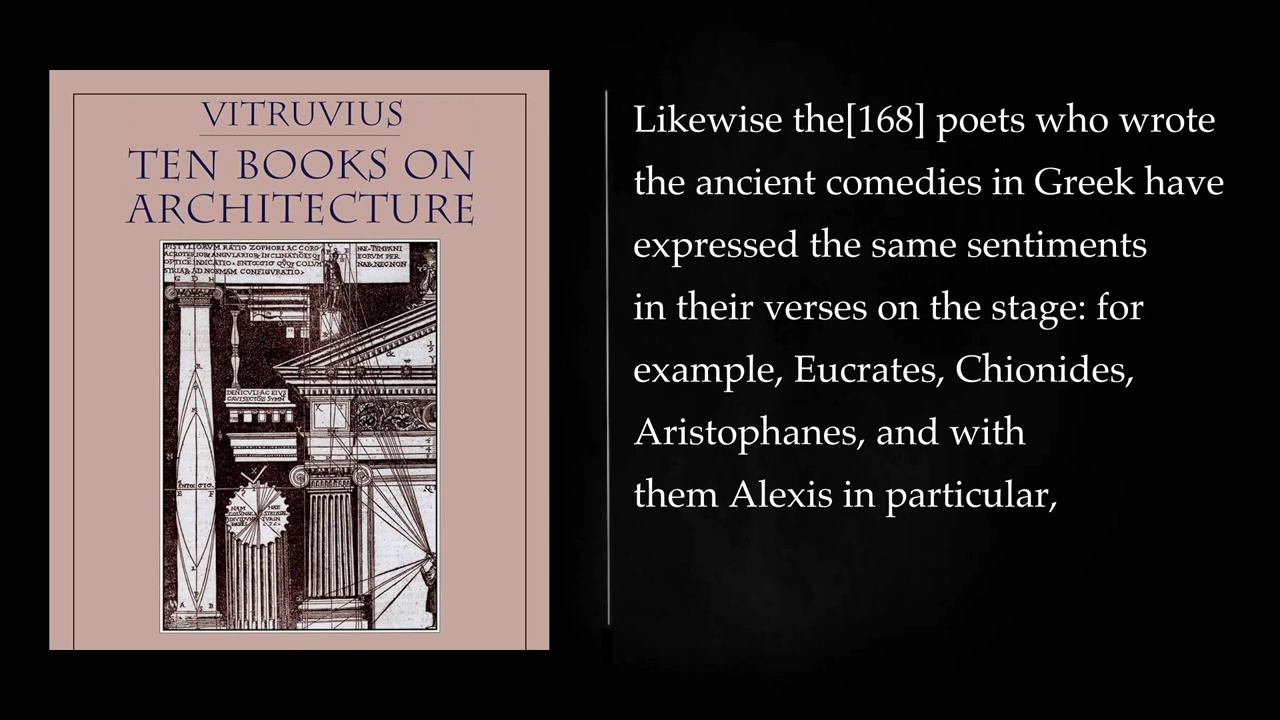 VITRUVIUS
TEN BOOKS ON
ARCHITECTURE
Likewise the[168] poets who wrote
the ancient comedies in Greek have
expressed the same sentiments
in their verses on the stage: for
example, Eucrates, Chionides,
Aristophanes, and with
them Alexis in particular,